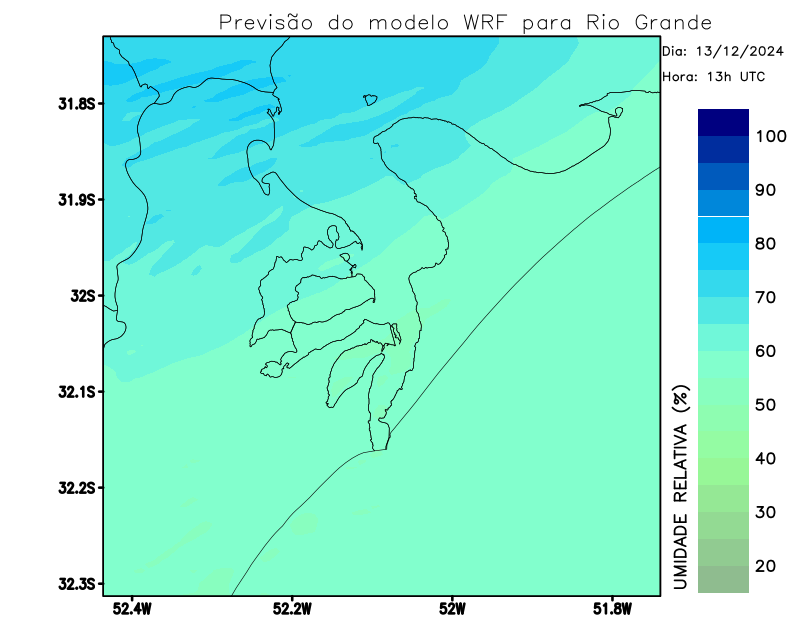 Previsão do modelo WRF para Rio Grande
Dia: 13/12/2024
Hora: 13h UTC
31.8S
31.9S
32S
32.1S
32.2S
32.3S
52.4W
52.2W
52W
51.8W
100
90
80
70
60
50
40
30
20
UMIDADE RELATIVA (%)